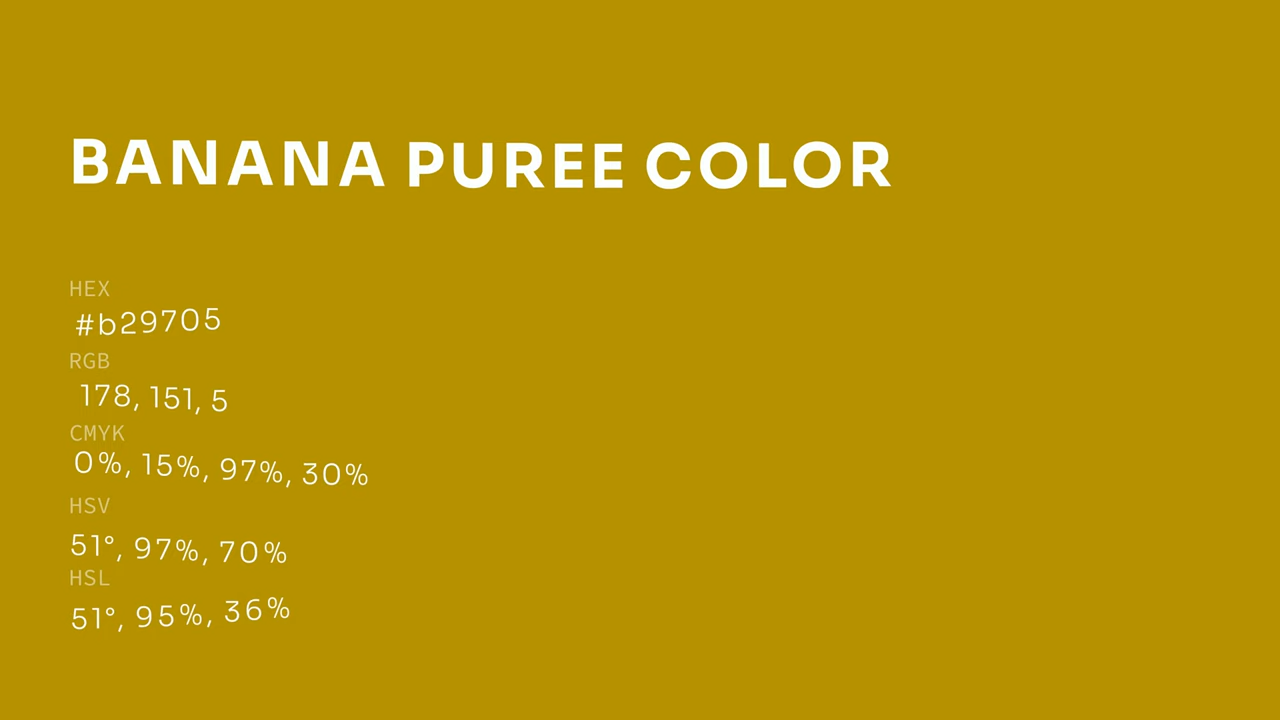 BANANA PUREE COLOR
HEX
#b29705
RGB
178, 151, 5
CMYK
0%, 15%, 97%, 30%
HSV
51°, 97%, 70%
HSL
51°, 95%, 36%